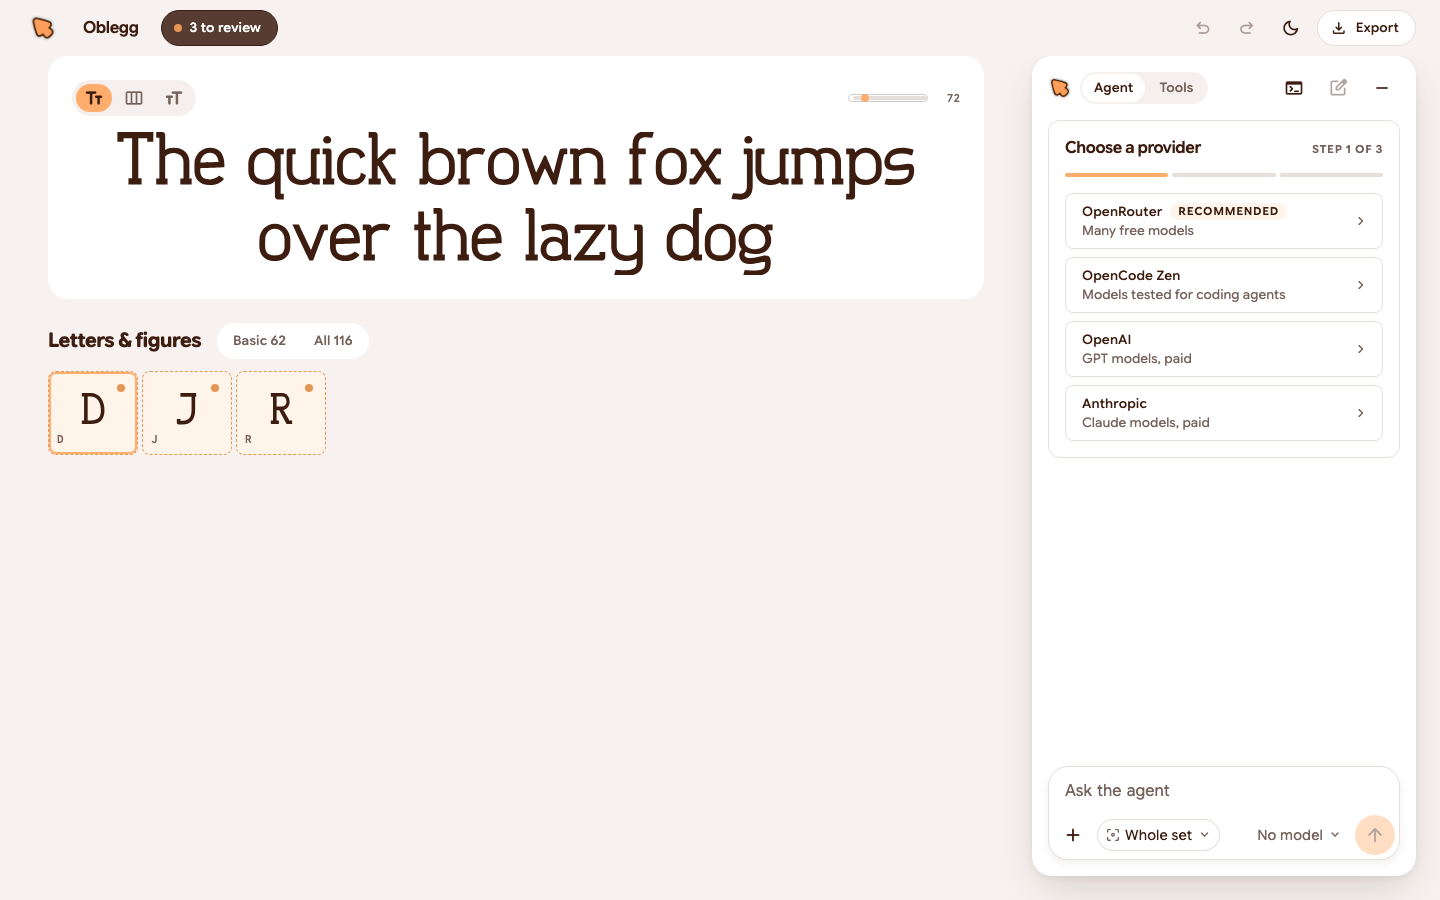 Oblegg
3 to review
Export
Tт
тT
72
The quick brown fox jumps
over the lazy dog
Letters & figures
Basic 62
All 116
D
D
J
J
R
R
Agent
Tools
Choose a provider
STEP 1 OF 3
OpenRouter RECOMMENDED
Many free models
OpenCode Zen
Models tested for coding agents
OpenAI
GPT models, paid
Anthropic
Claude models, paid
Ask the agent
Whole set
No model